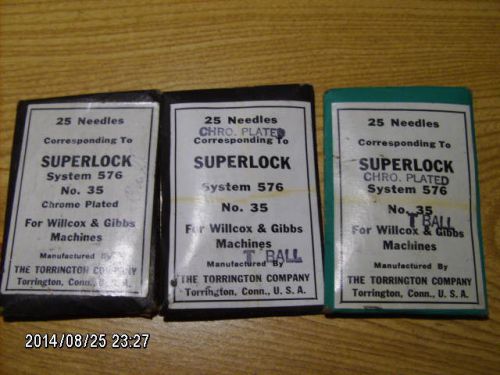 25 Needles
Corresponding To
SUPERLOCK
System 576
No. 35
Chrome Plated
For Willcox & Gibbs
Machines
Manufactured By
THE TORRINGTON COMPANY
Torrington, Conn., U. S. A.
25 Needles
CHRO. PLATED
Corresponding To
SUPERLOCK
System 576
No. 35
For Willcox & Gibbs
Machines
T BALL
Manufactured By
THE TORRINGTON COMPANY
Torrington, Conn., U. S. A.
25 Needles
Corresponding To
SUPERLOCK
CHRO. PLATED
System 576
No. 35
T BALL
For Willcox & Gibbs
Machines
Manufactured By
THE TORRINGTON COMPANY
Torrington, Conn., U. S. A.
2014/08/25 23:27